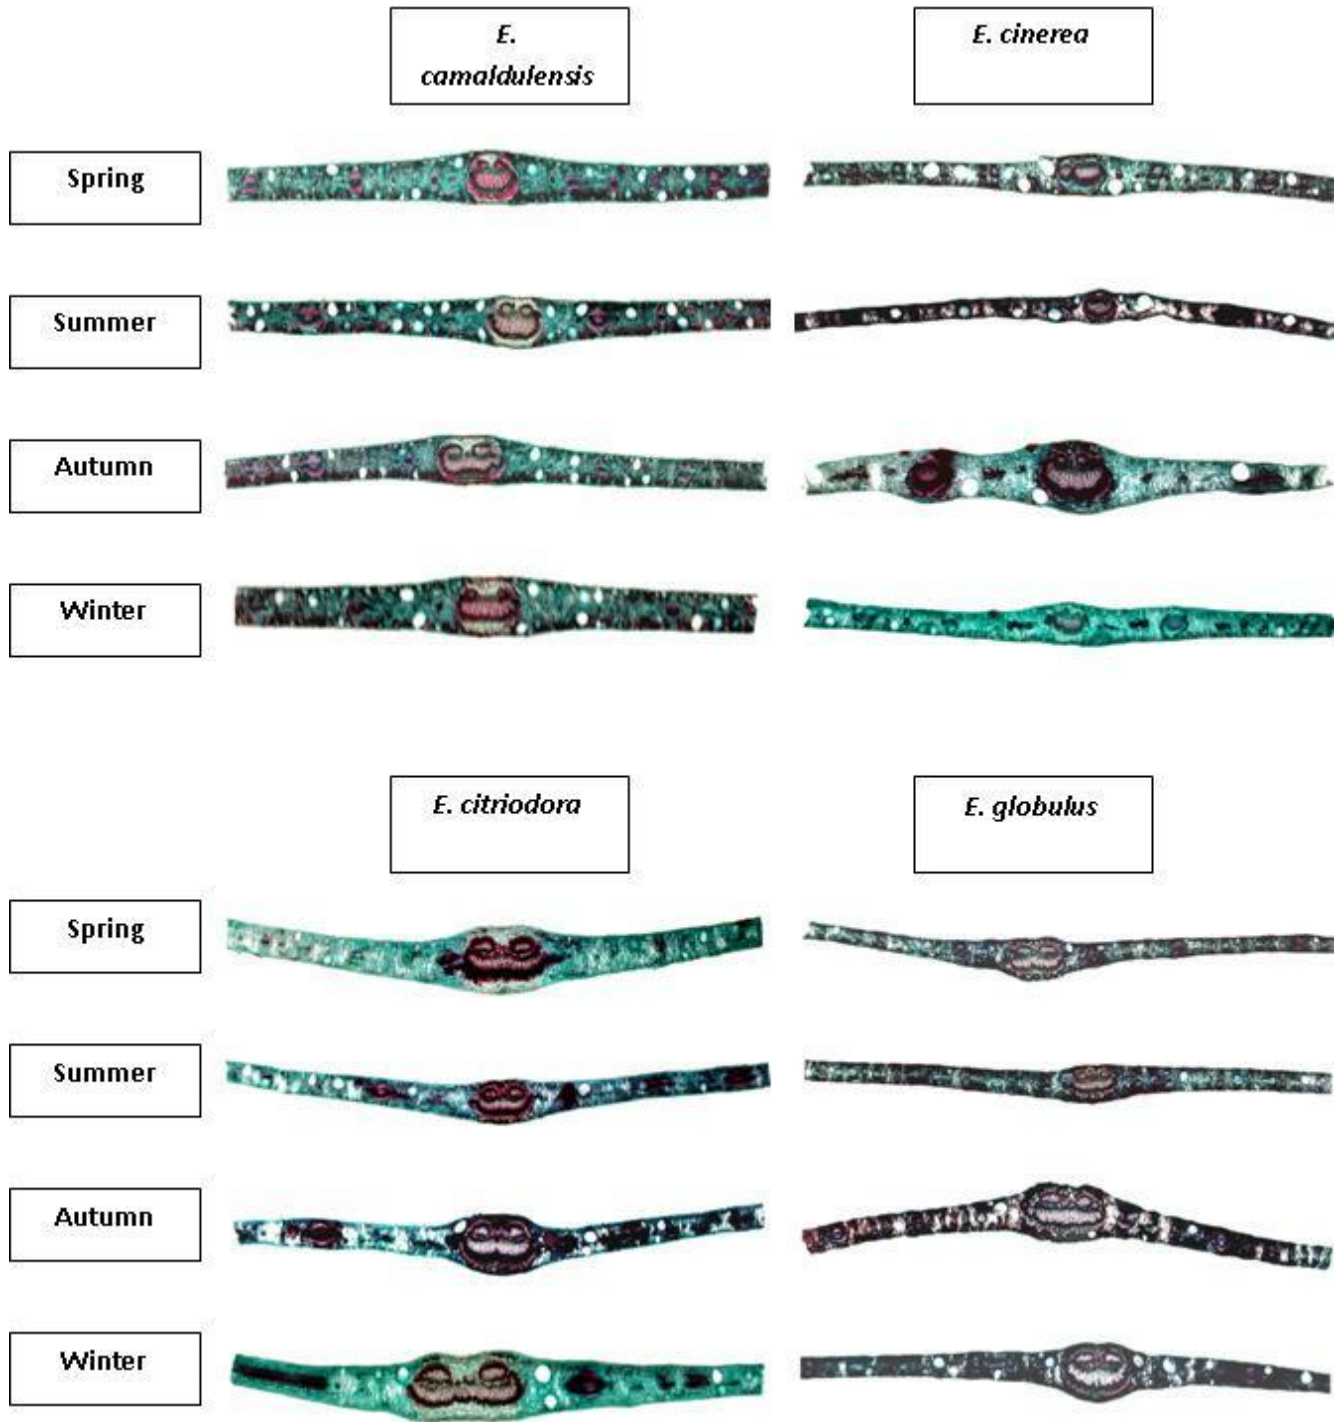 E.
camaldulensis
E. cinerea
Spring
Summer
Autumn
Winter
E. citriodora
E. globulus
Spring
Summer
Autumn
Winter